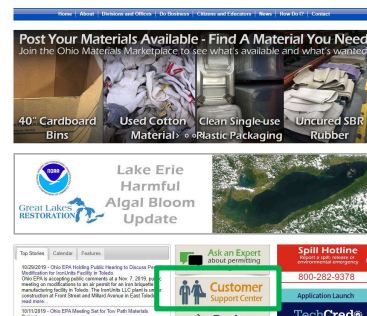 Home | About | Divisions and Offices | Do Business | Citizens and Educators | News | How Do I? | Contact
Post Your Materials Available - Find A Material You Need
Join the Ohio Materials Marketplace to see what's available and what's wanted
40" Cardboard Bins
Used Cotton Material
Clean Single-use Plastic Packaging
Uncured SBR Rubber
NOAA
Great Lakes
RESTORATION
Lake Erie
Harmful
Algal Bloom
Update
Top Stories Calendar Features
10/29/2019 - Ohio EPA Holding Public Hearing to Discuss Per
Modification for IronUnits Facility In Toledo
Ohio EPA is accepting public comments at a Nov. 7, 2019, public
meeting on modifications to an air permit for an iron briquette
manufacturing facility in Toledo. The IronUnits LLC plant is under
construction at Front Street and Millard Avenue in East Toledo.
read more...
10/11/2019 - Ohio EPA Meeting Set for Tow Path Materials
Ask an Expert
about permitting
Customer
Support Center
Spill Hotline
Report a spill, release or
environmental emergency
800-282-9378
Application Launch
TechCred